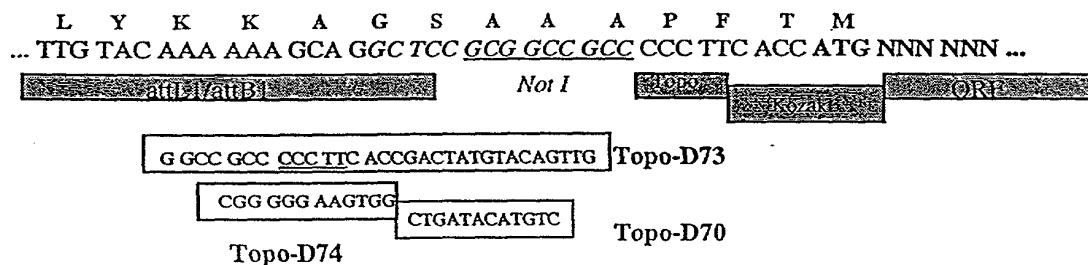 L Y K K A G S A A A P F T M
... TTG TAC AAA AAA GCA GGC TCC GCG GCC GCC CCC TTC ACC ATG NNN NNN ...
attL1/attB1 Not I Topo Kozak ORF
G GCC GCC CCC TTC ACCGACTATGTACAGTTG Topo-D73
CGG GGG AAGTGG
CTGATACATGTC Topo-D70
Topo-D74